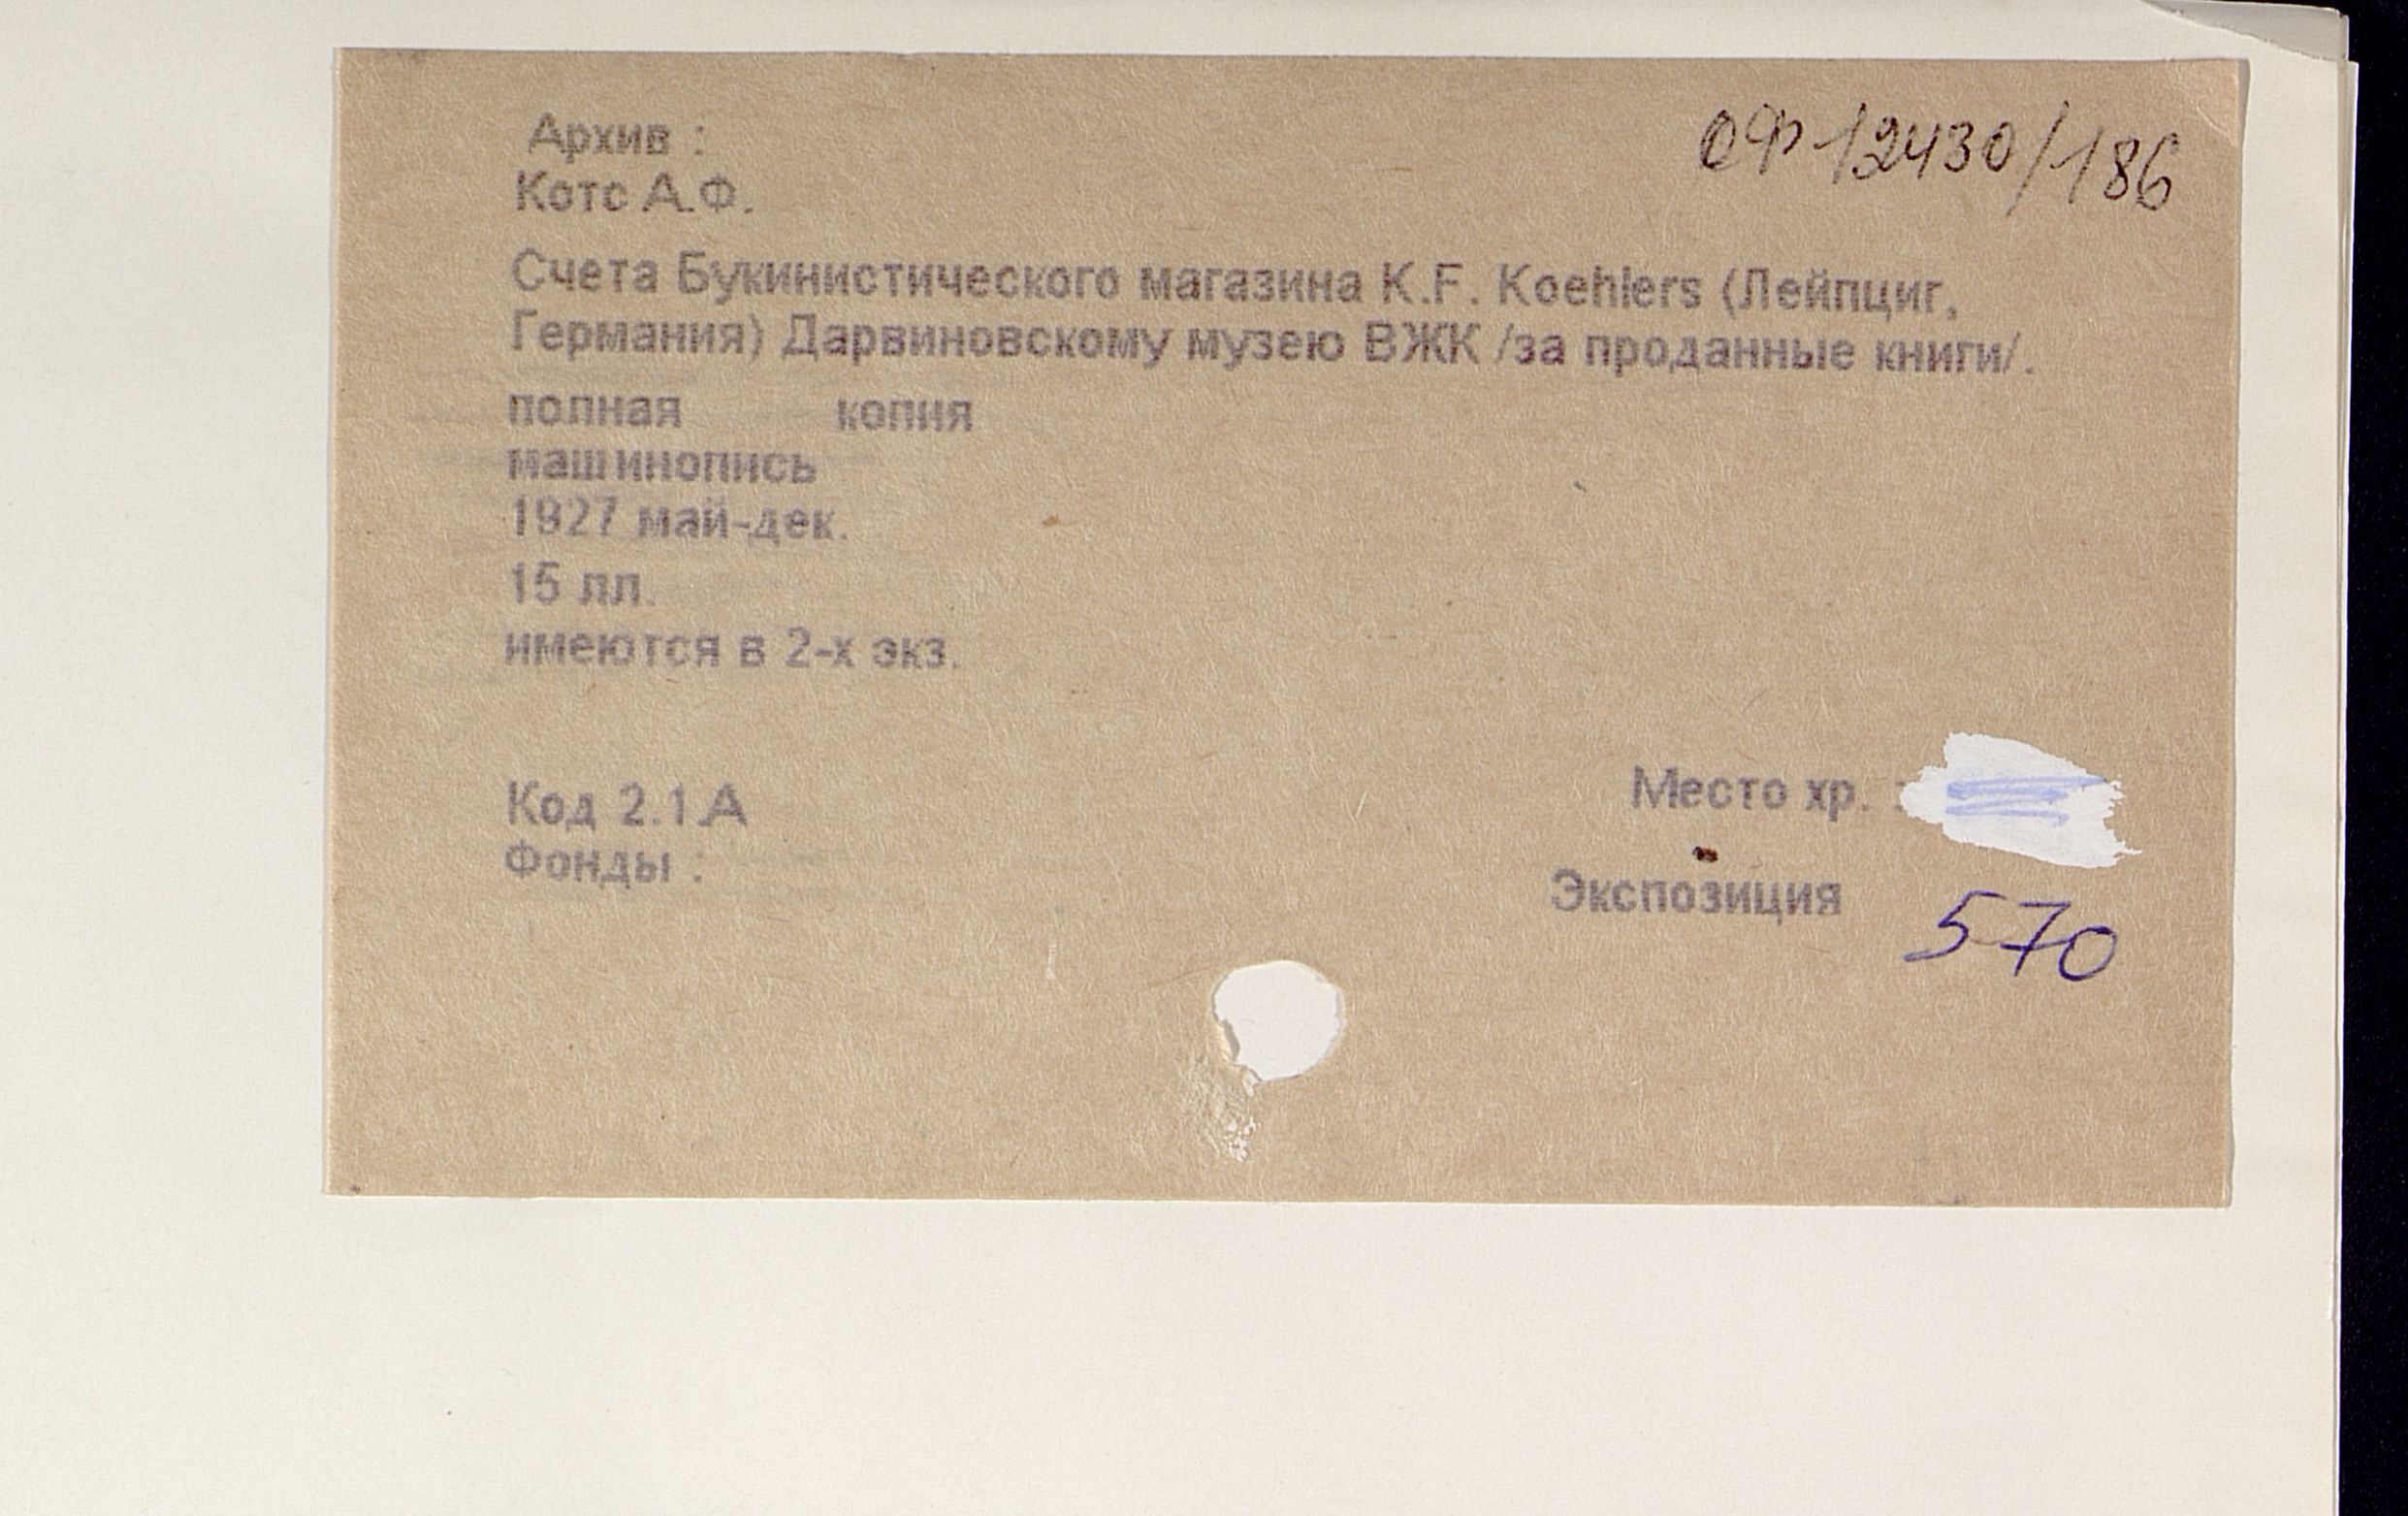 ОФ-12430/186
Архив :
Котс А.Ф.
Счета Букинистического магазина K.F. Koehlers (Лейпциг,
Германия) Дарвиновскому музею ВЖК /за проданные книги/.
полная копия
машинопись
1927 май-дек.
15 лл.
имеются в 2-х экз.
Код 2.1.А
Место хр. :
Фонды :
Экспозиция
570